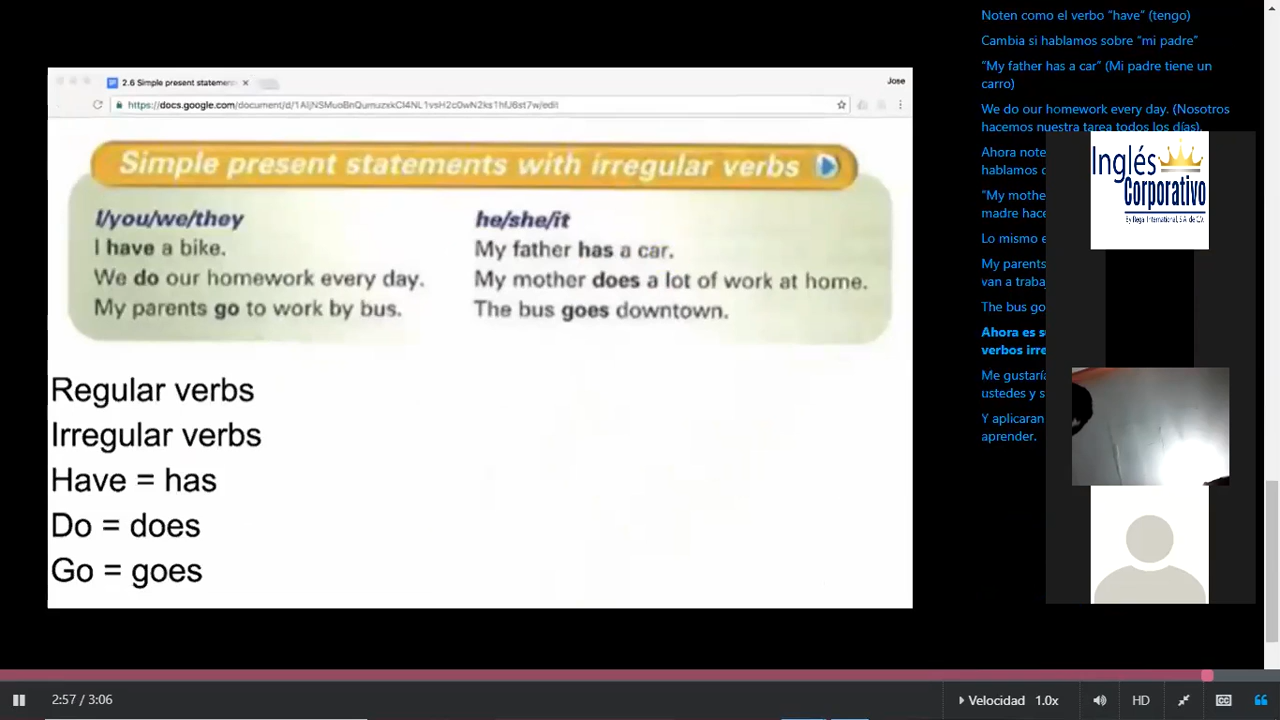 2.6 Simple present statemen
Jose
Simple present statements with irregular verbs
I/you/we/they
I have a bike.
We do our homework every day.
My parents go to work by bus.
he/she/it
My father has a car.
My mother does a lot of work at home.
The bus goes downtown.
Regular verbs
Irregular verbs
Have = has
Do = does
Go = goes
Noten como el verbo “have” (tengo)
Cambia si hablamos sobre “mi padre”
“My father has a car” (Mi padre tiene un
carro)
We do our homework every day. (Nosotros
hacemos nuestra tarea todos los días).
Ahora note
hablamos
"My mothe
madre hace
Lo mismo
My parents
van a traba
The bus go
Ahora es
verbos irre
Me gustaría
ustedes y s
Y aplicaran
aprender.
Inglés
Corporativo
By Regal International, S.A. de C.V.
2:57 / 3:06
Velocidad 1.0x
HD